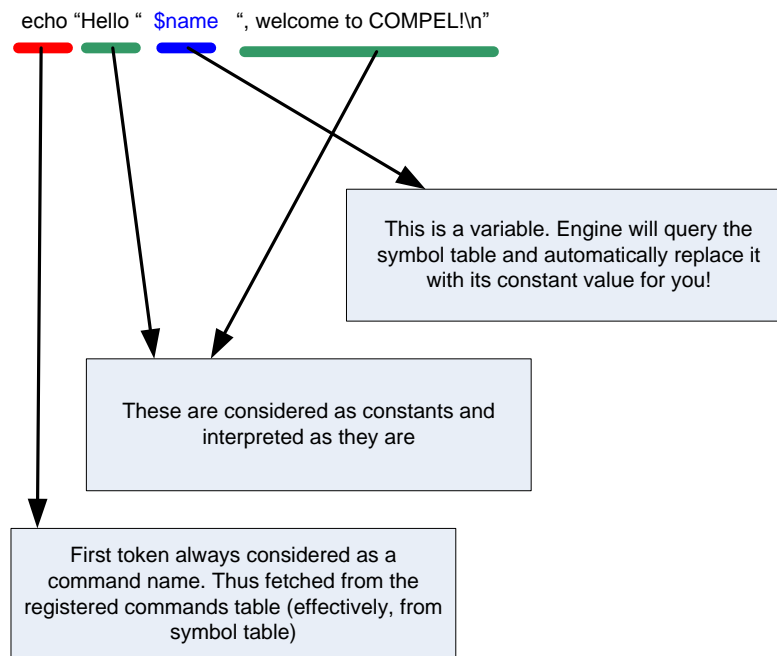 echo “Hello “ $name “, welcome to COMPEL!\n”
This is a variable. Engine will query the
symbol table and automatically replace it
with its constant value for you!
These are considered as constants and
interpreted as they are
First token always considered as a
command name. Thus fetched from the
registered commands table (effectively, from
symbol table)